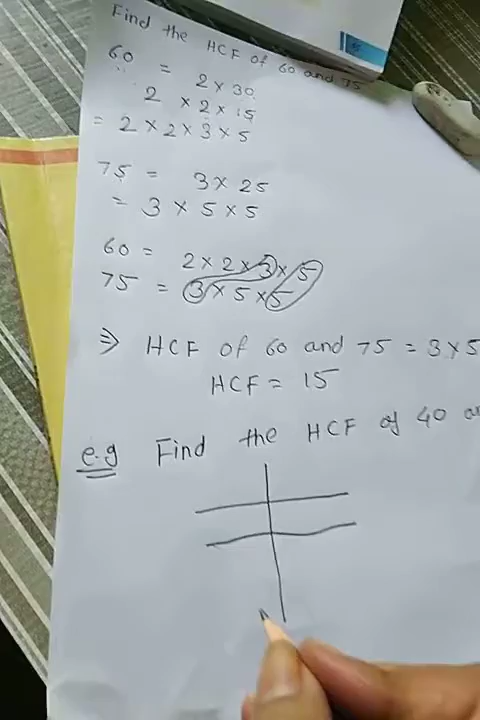 Find the HCF of 60 and 75
60 = 2 × 30
2 × 2 × 15
= 2 × 2 × 3 × 5
75 = 3 × 25
= 3 × 5 × 5
60 = 2 × 2 × 3 × 5
75 = 3 × 5 × 5
⇒ HCF of 60 and 75 = 3 × 5
HCF = 15
e.g Find the HCF of 40